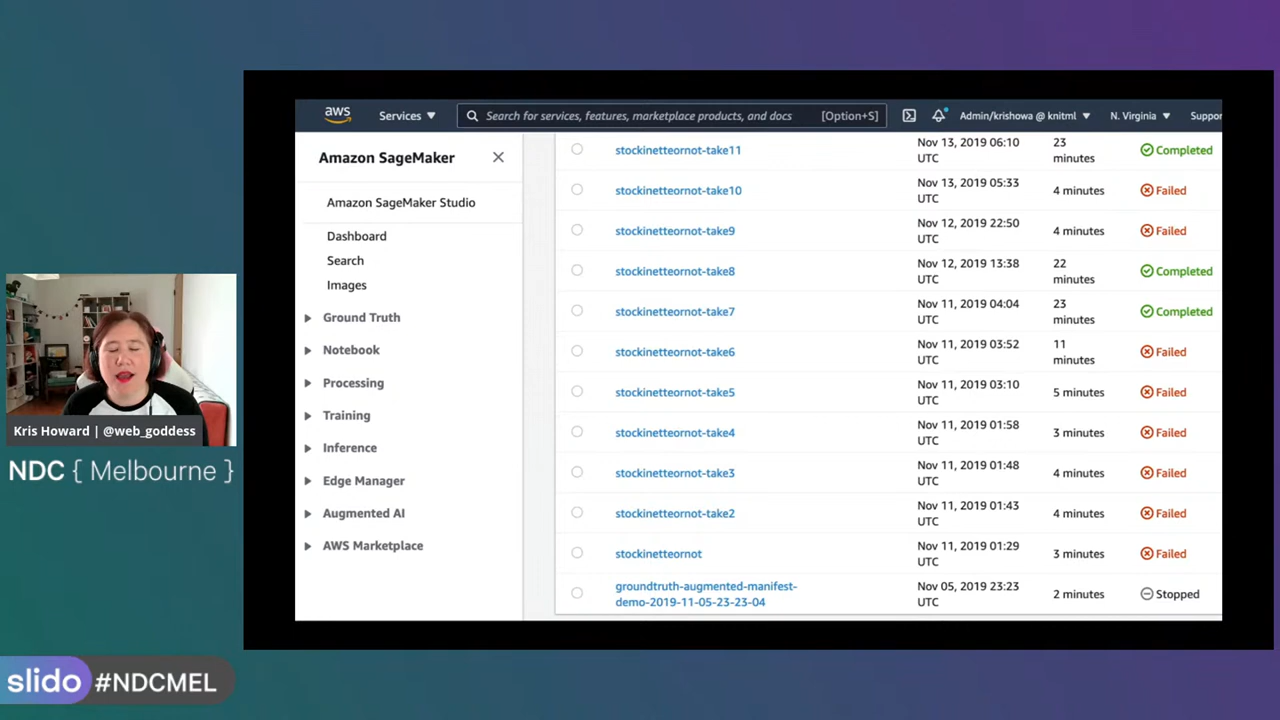 aws
Services ▼
Search for services, features, marketplace products, and docs
[Option+S]
Admin/krishowa @ knitml ▼
N. Virginia ▼
Suppor
Amazon SageMaker
Amazon SageMaker Studio
Dashboard
Search
Images
Ground Truth
Notebook
Processing
Training
Inference
Edge Manager
Augmented AI
AWS Marketplace
stockinetteornot-take11
Nov 13, 2019 06:10
UTC
23
minutes
Completed
stockinetteornot-take10
Nov 13, 2019 05:33
UTC
4 minutes
Failed
stockinetteornot-take9
Nov 12, 2019 22:50
UTC
4 minutes
Failed
stockinetteornot-take8
Nov 12, 2019 13:38
UTC
22
minutes
Completed
stockinetteornot-take7
Nov 11, 2019 04:04
UTC
23
minutes
Completed
stockinetteornot-take6
Nov 11, 2019 03:52
UTC
11
minutes
Failed
stockinetteornot-take5
Nov 11, 2019 03:10
UTC
5 minutes
Failed
stockinetteornot-take4
Nov 11, 2019 01:58
UTC
3 minutes
Failed
stockinetteornot-take3
Nov 11, 2019 01:48
UTC
4 minutes
Failed
stockinetteornot-take2
Nov 11, 2019 01:43
UTC
4 minutes
Failed
stockinetteornot
Nov 11, 2019 01:29
UTC
3 minutes
Failed
groundtruth-augmented-manifest-
demo-2019-11-05-23-23-04
Nov 05, 2019 23:23
UTC
2 minutes
Stopped
Kris Howard | @web_goddess
NDC { Melbourne }
slido #NDCMEL